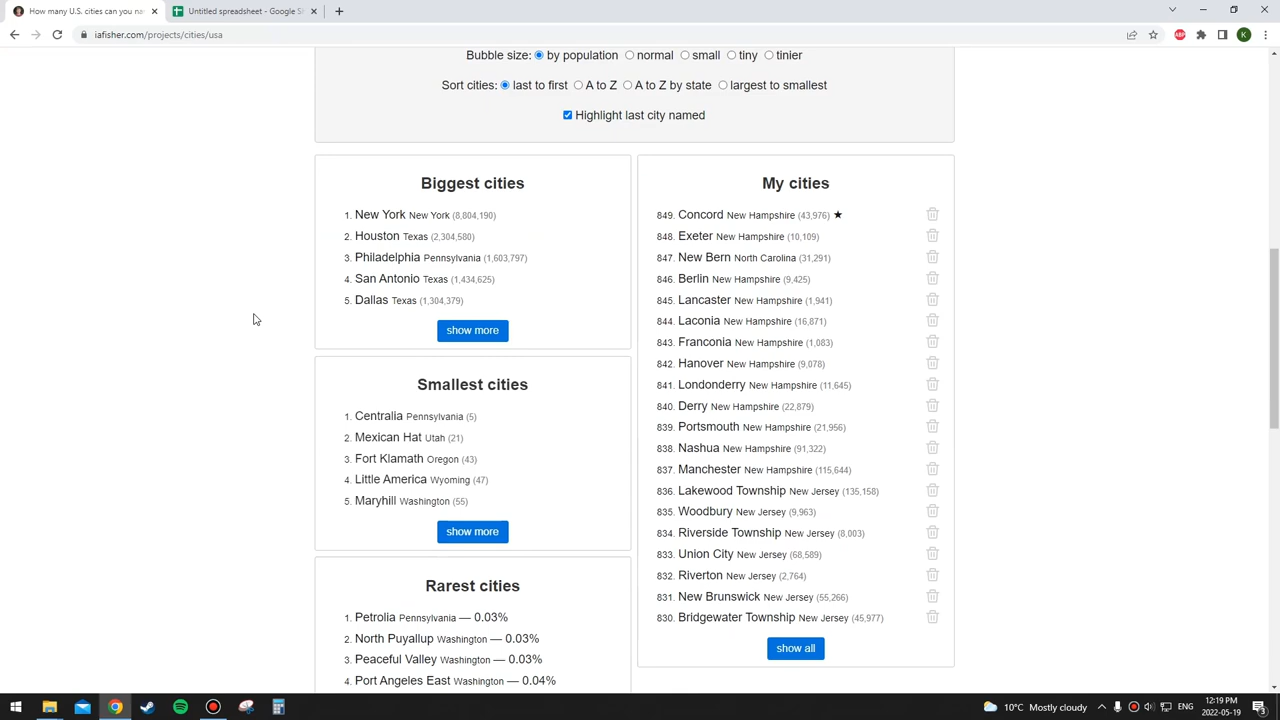 How many U.S. cities can you na
Untitled spreadsheet - Google Sh
iafisher.com/projects/cities/usa
ABP
K
Bubble size: by population normal small tiny tinier
Sort cities: last to first A to Z A to Z by state largest to smallest
Highlight last city named
Biggest cities
1. New York New York (8,804,190)
2. Houston Texas (2,304,580)
3. Philadelphia Pennsylvania (1,603,797)
4. San Antonio Texas (1,434,625)
5. Dallas Texas (1,304,379)
show more
Smallest cities
1. Centralia Pennsylvania (5)
2. Mexican Hat Utah (21)
3. Fort Klamath Oregon (43)
4. Little America Wyoming (47)
5. Maryhill Washington (55)
show more
Rarest cities
1. Petrolia Pennsylvania — 0.03%
2. North Puyallup Washington — 0.03%
3. Peaceful Valley Washington — 0.03%
4. Port Angeles East Washington — 0.04%
My cities
849. Concord New Hampshire (43,976) ★
848. Exeter New Hampshire (10,109)
847. New Bern North Carolina (31,291)
846. Berlin New Hampshire (9,425)
845. Lancaster New Hampshire (1,941)
844. Laconia New Hampshire (16,871)
843. Franconia New Hampshire (1,083)
842. Hanover New Hampshire (9,078)
841. Londonderry New Hampshire (11,645)
840. Derry New Hampshire (22,879)
839. Portsmouth New Hampshire (21,956)
838. Nashua New Hampshire (91,322)
837. Manchester New Hampshire (115,644)
836. Lakewood Township New Jersey (135,158)
835. Woodbury New Jersey (9,963)
834. Riverside Township New Jersey (8,003)
833. Union City New Jersey (68,589)
832. Riverton New Jersey (2,764)
831. New Brunswick New Jersey (55,266)
830. Bridgewater Township New Jersey (45,977)
show all
10°C Mostly cloudy
ENG
12:19 PM
2022-05-19
3